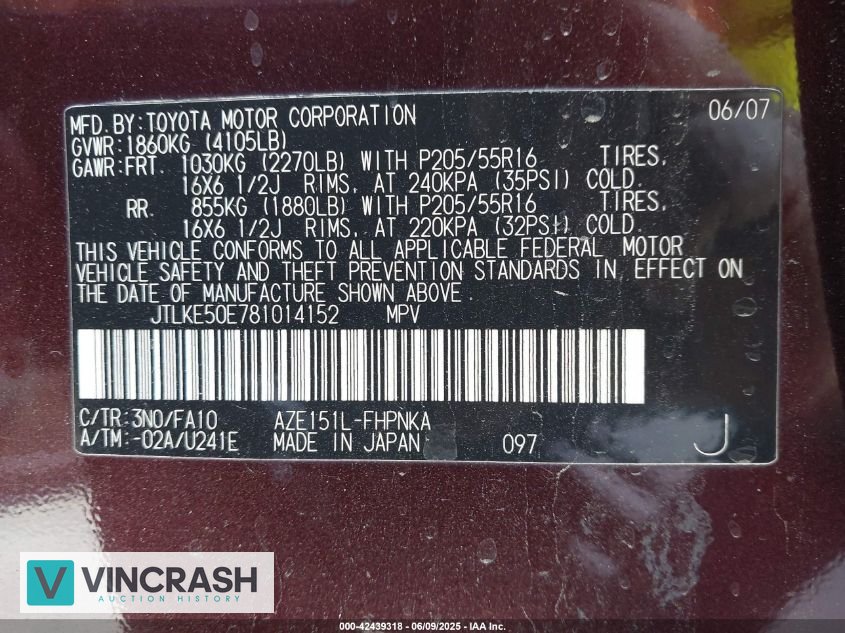 MFD. BY: TOYOTA MOTOR CORPORATION 06/07
GVWR: 1860KG (4105LB)
GAWR: FRT. 1030KG (2270LB) WITH P205/55R16 TIRES,
16X6 1/2J RIMS, AT 240KPA (35PSI) COLD.
RR. 855KG (1880LB) WITH P205/55R16 TIRES,
16X6 1/2J RIMS, AT 220KPA (32PSI) COLD.
THIS VEHICLE CONFORMS TO ALL APPLICABLE FEDERAL MOTOR
VEHICLE SAFETY AND THEFT PREVENTION STANDARDS IN EFFECT ON
THE DATE OF MANUFACTURE SHOWN ABOVE.
JTLKE50E781014152 MPV
C/TR: 3N0/FA10 AZE151L-FHPNKA
A/TM: -02A/U241E MADE IN JAPAN 097 J
V VINCRASH
AUCTION HISTORY
000-42439318 - 06/09/2025 - IAA Inc.